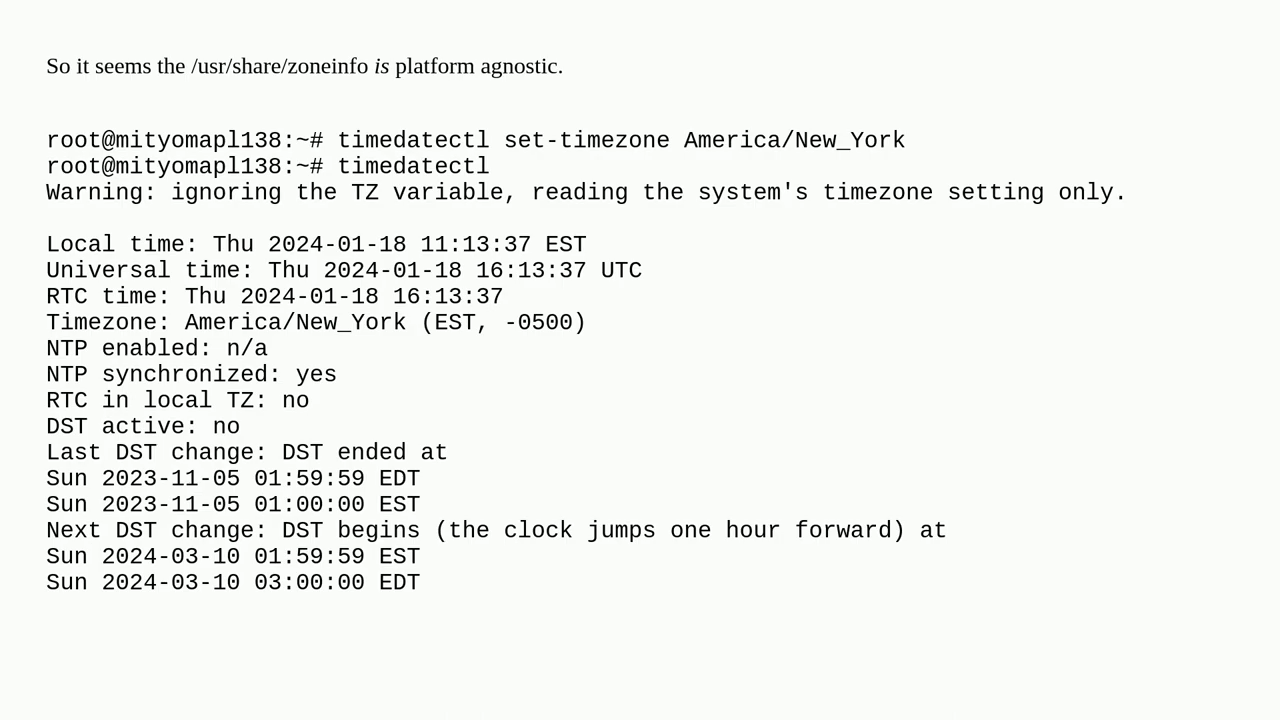 So it seems the /usr/share/zoneinfo is platform agnostic.
root@mityomapl138:~# timedatectl set-timezone America/New_York
root@mityomapl138:~# timedatectl
Warning: ignoring the TZ variable, reading the system's timezone setting only.
Local time: Thu 2024-01-18 11:13:37 EST
Universal time: Thu 2024-01-18 16:13:37 UTC
RTC time: Thu 2024-01-18 16:13:37
Timezone: America/New_York (EST, -0500)
NTP enabled: n/a
NTP synchronized: yes
RTC in local TZ: no
DST active: no
Last DST change: DST ended at
Sun 2023-11-05 01:59:59 EDT
Sun 2023-11-05 01:00:00 EST
Next DST change: DST begins (the clock jumps one hour forward) at
Sun 2024-03-10 01:59:59 EST
Sun 2024-03-10 03:00:00 EDT